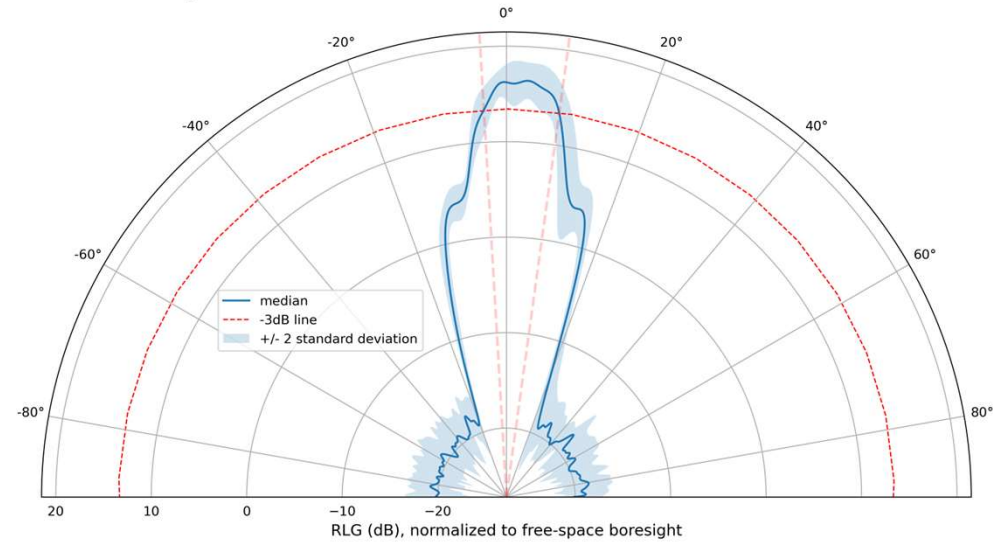 0°
-20°
20°
-40°
40°
-60°
60°
-80°
80°
median
-3dB line
+/- 2 standard deviation
20 10 0 −10 −20
RLG (dB), normalized to free-space boresight